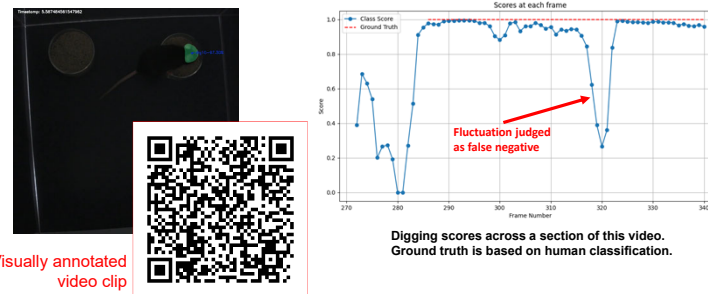 Timestamp: 5.587484561547962
Visually annotated
video clip
Scores at each frame
Class Score
Ground Truth
Score
1.0
0.8
0.6
0.4
0.2
0.0
Fluctuation judged
as false negative
270 280 290 300 310 320 330 340
Frame Number
Digging scores across a section of this video.
Ground truth is based on human classification.